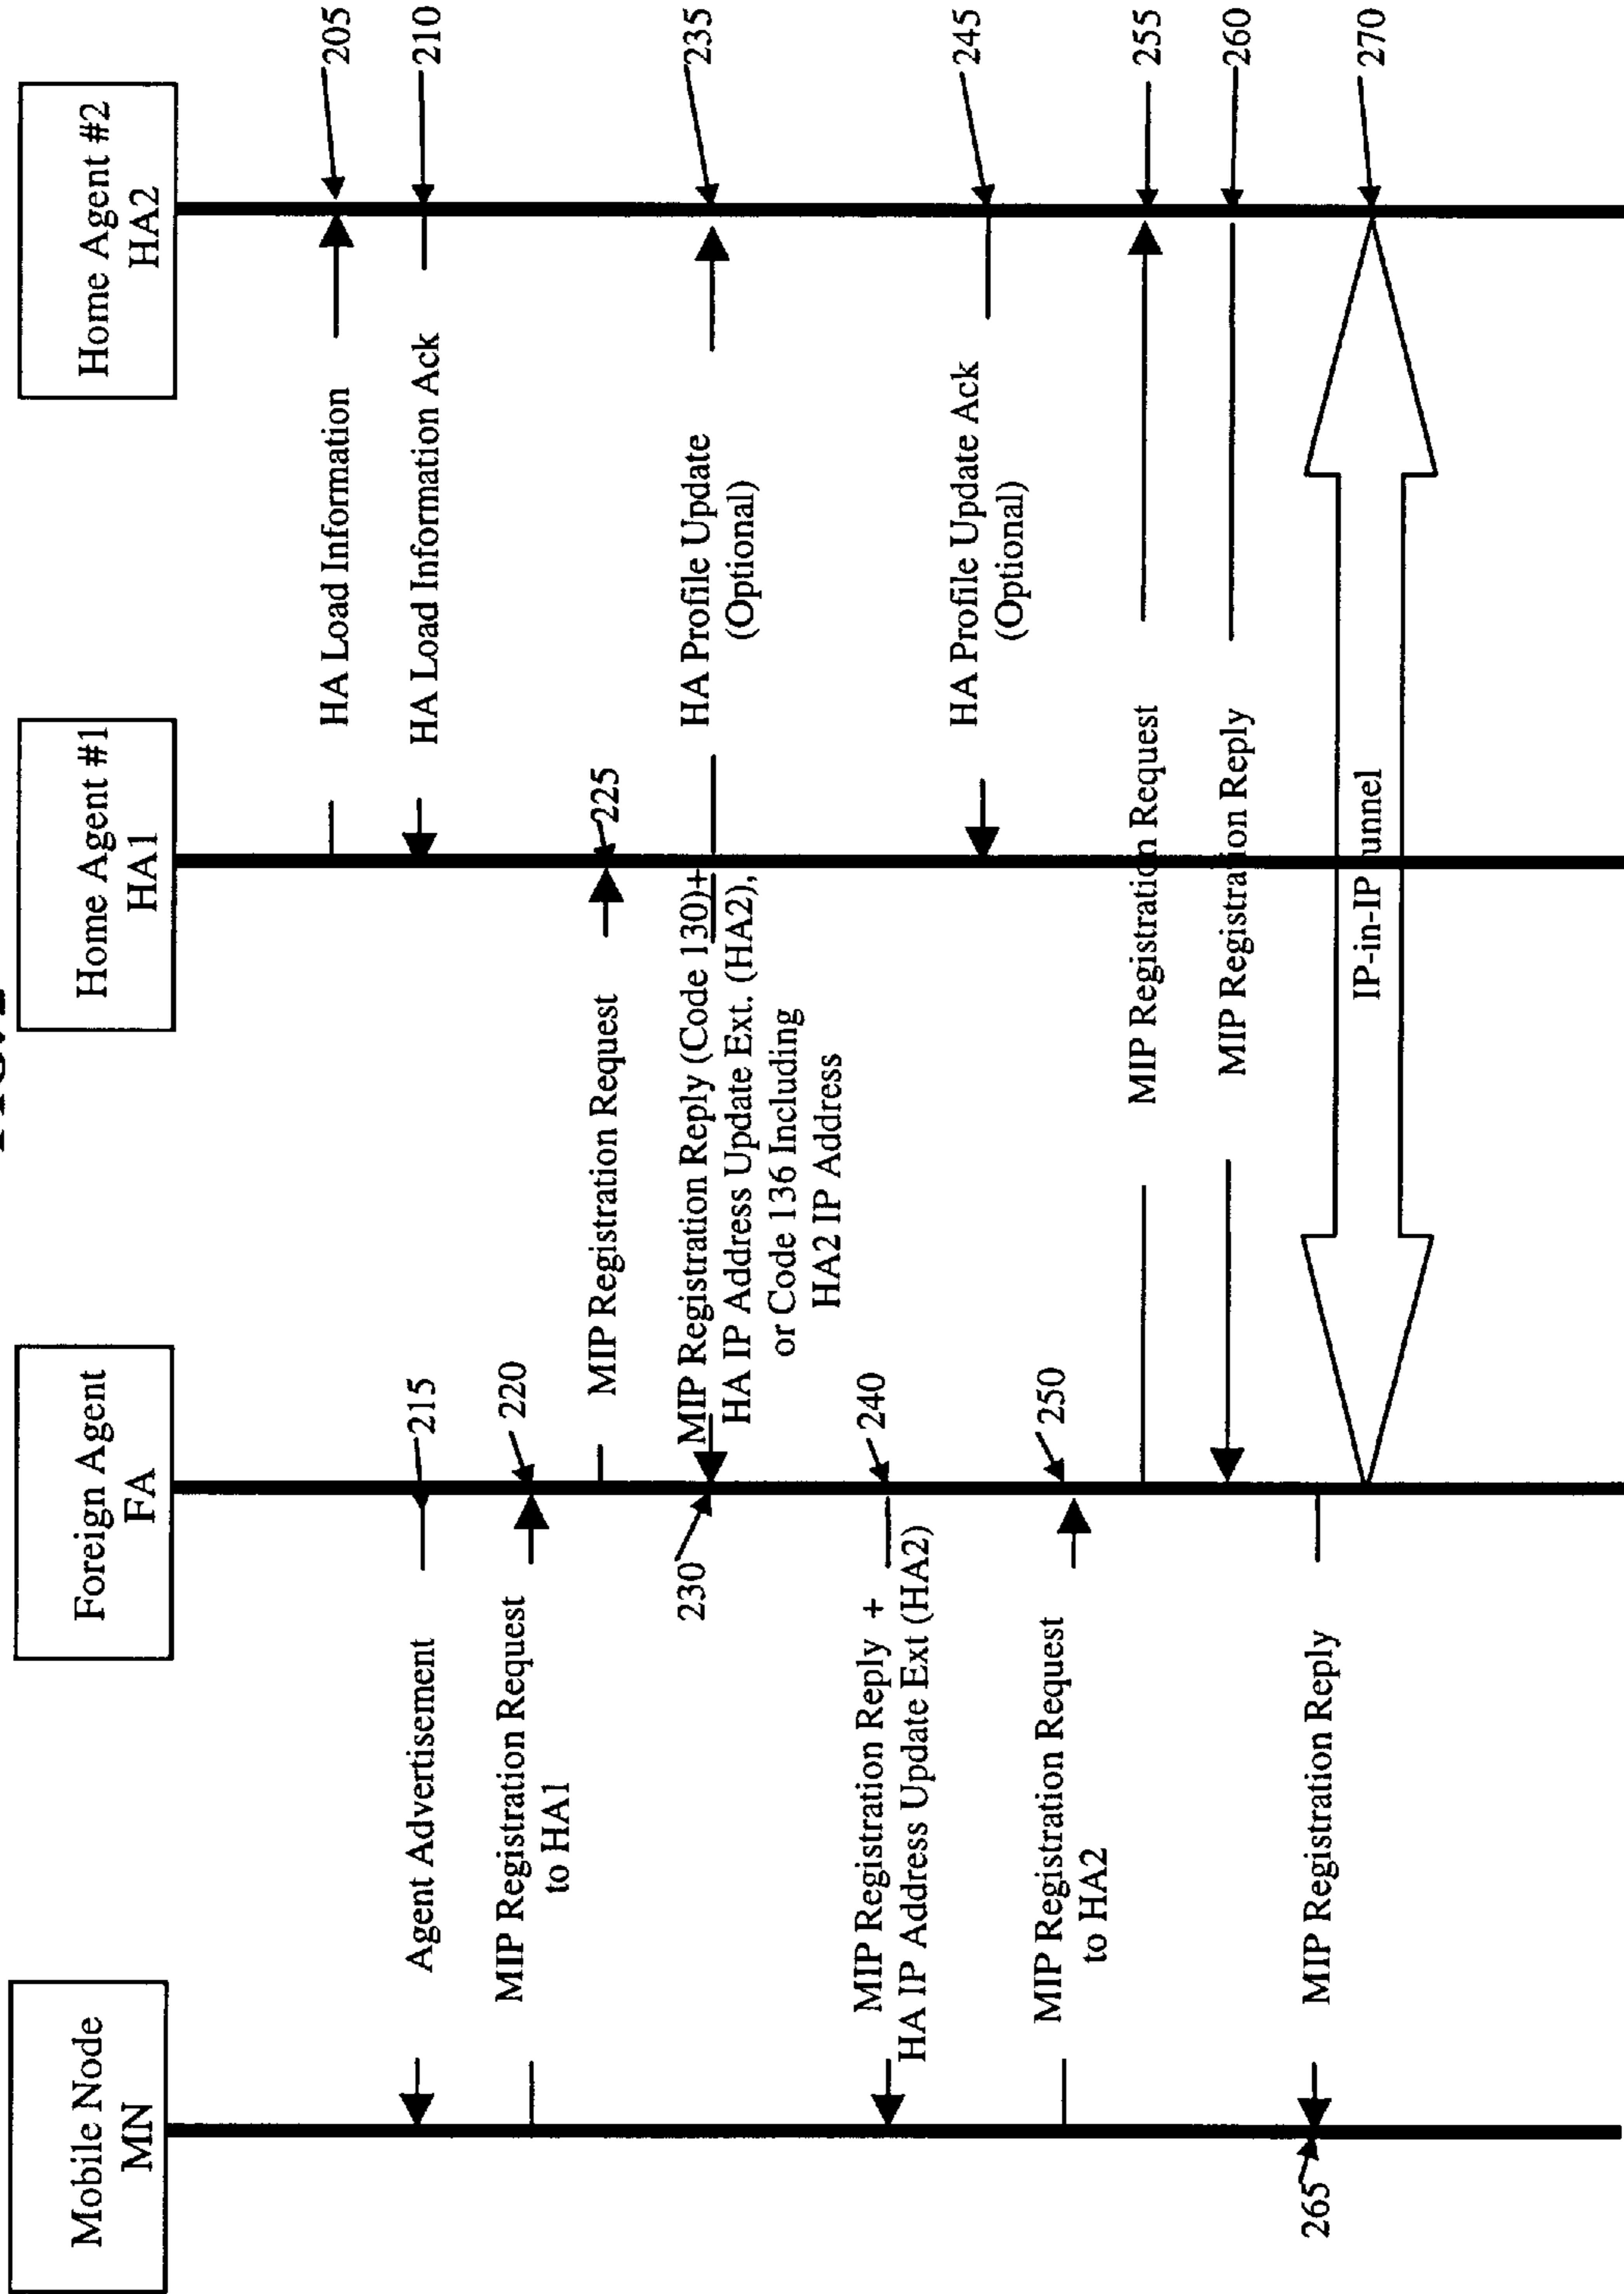 Mobile Node
MN
Foreign Agent
FA
Home Agent #1
HA1
Home Agent #2
HA2
HA Load Information
205
HA Load Information Ack
210
Agent Advertisement
215
MIP Registration Request
to HA1
220
MIP Registration Request
225
230
MIP Registration Reply (Code 130)+
HA IP Address Update Ext. (HA2),
or Code 136 Including
HA2 IP Address
HA Profile Update
(Optional)
235
MIP Registration Reply +
HA IP Address Update Ext (HA2)
240
HA Profile Update Ack
(Optional)
245
MIP Registration Request
to HA2
250
MIP Registration Request
255
MIP Registration Reply
260
265
MIP Registration Reply
IP-in-IP unnel
270